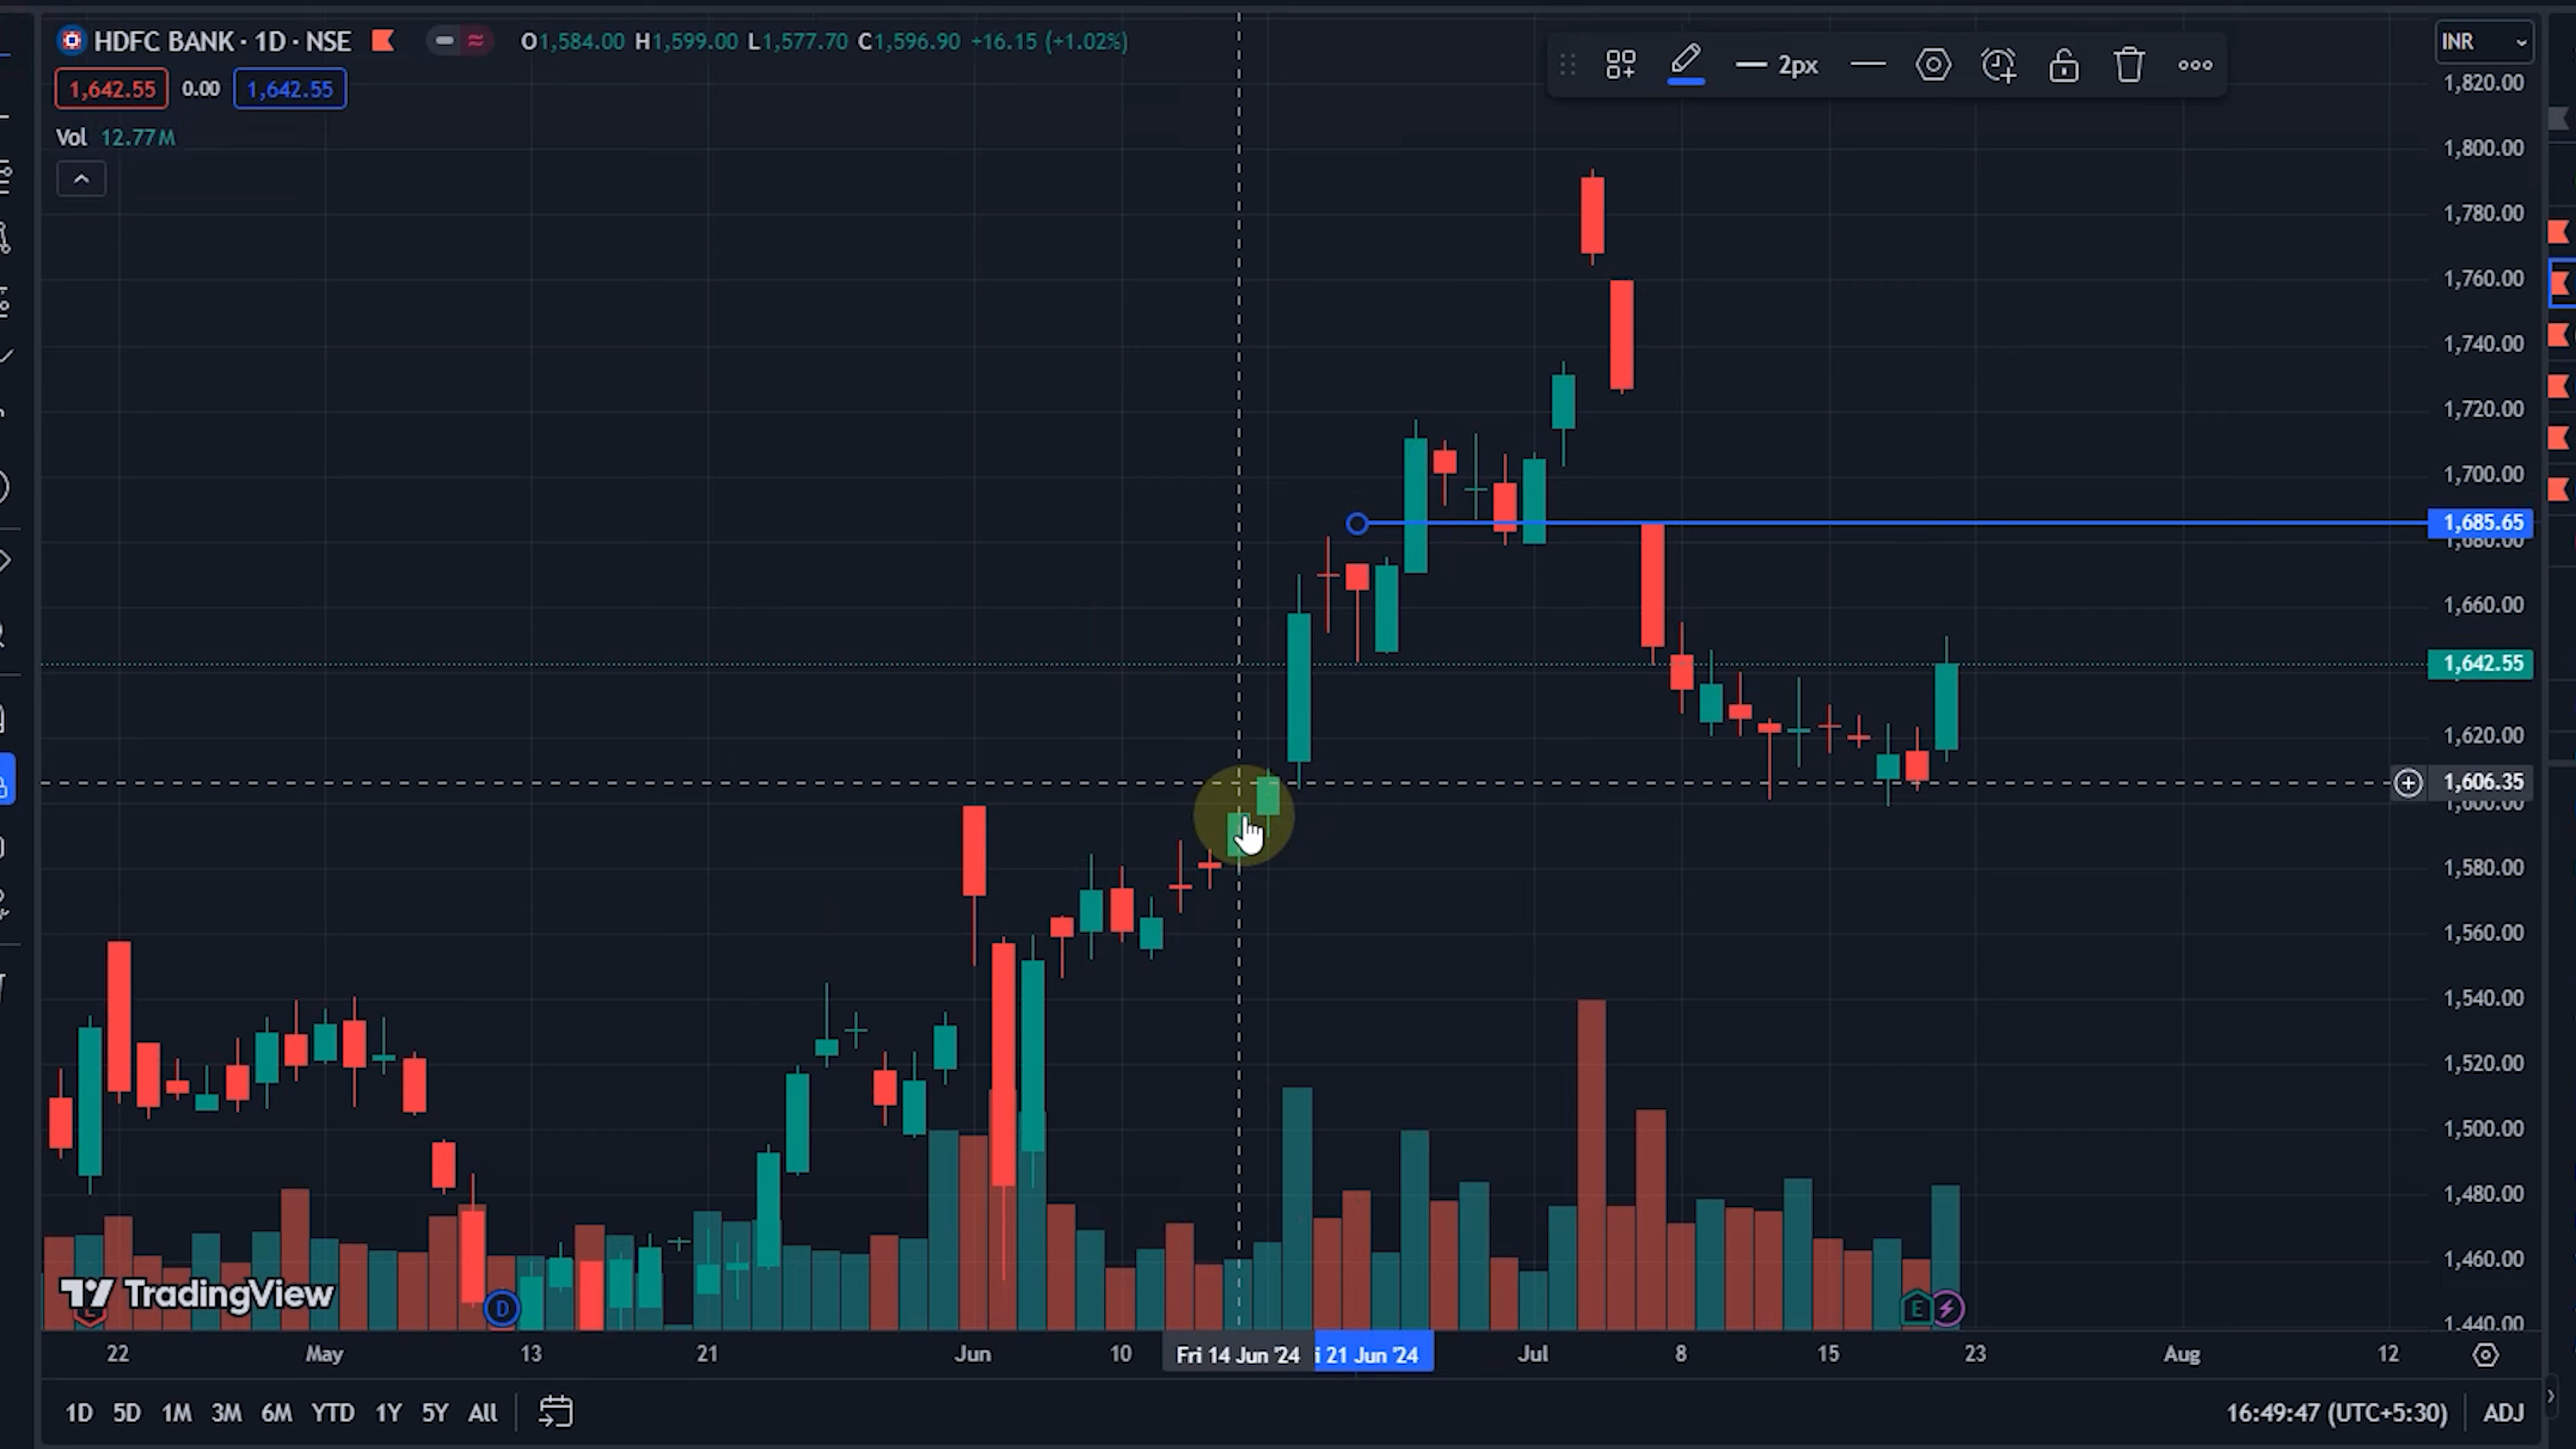 HDFC BANK · 1D · NSE O1,584.00 H1,599.00 L1,577.70 C1,596.90 +16.15 (+1.02%)
2px
INR
1,642.55 0.00 1,642.55
Vol 12.77M
1,820.00
1,800.00
1,780.00
1,760.00
1,740.00
1,720.00
1,700.00
1,685.65
1,680.00
1,660.00
1,642.55
1,620.00
1,606.35
1,600.00
1,580.00
1,560.00
1,540.00
1,520.00
1,500.00
1,480.00
1,460.00
1,440.00
TradingView
D
E
22 May 13 21 Jun 10 Fri 14 Jun '24 i 21 Jun '24 Jul 8 15 23 Aug 12
1D 5D 1M 3M 6M YTD 1Y 5Y All 16:49:47 (UTC+5:30) ADJ